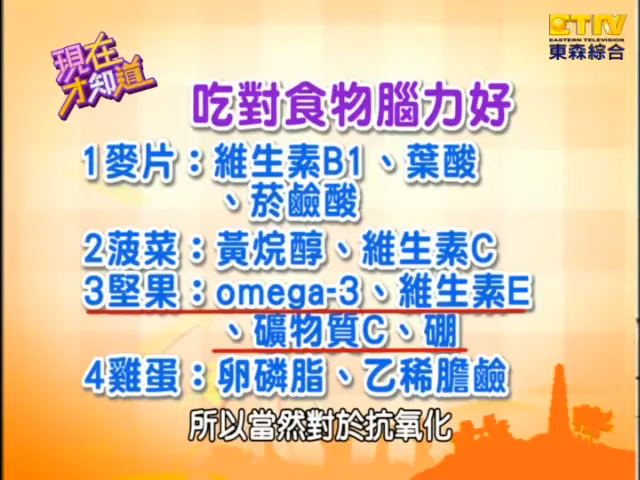 現在
才知道
ETTV
EASTERN TELEVISION
東森綜合
吃對食物腦力好
1麥片：維生素B1、葉酸
、菸鹼酸
2菠菜：黃烷醇、維生素C
3堅果：omega-3、維生素E
、礦物質C、硼
4雞蛋：卵磷脂、乙稀膽鹼
所以當然對於抗氧化